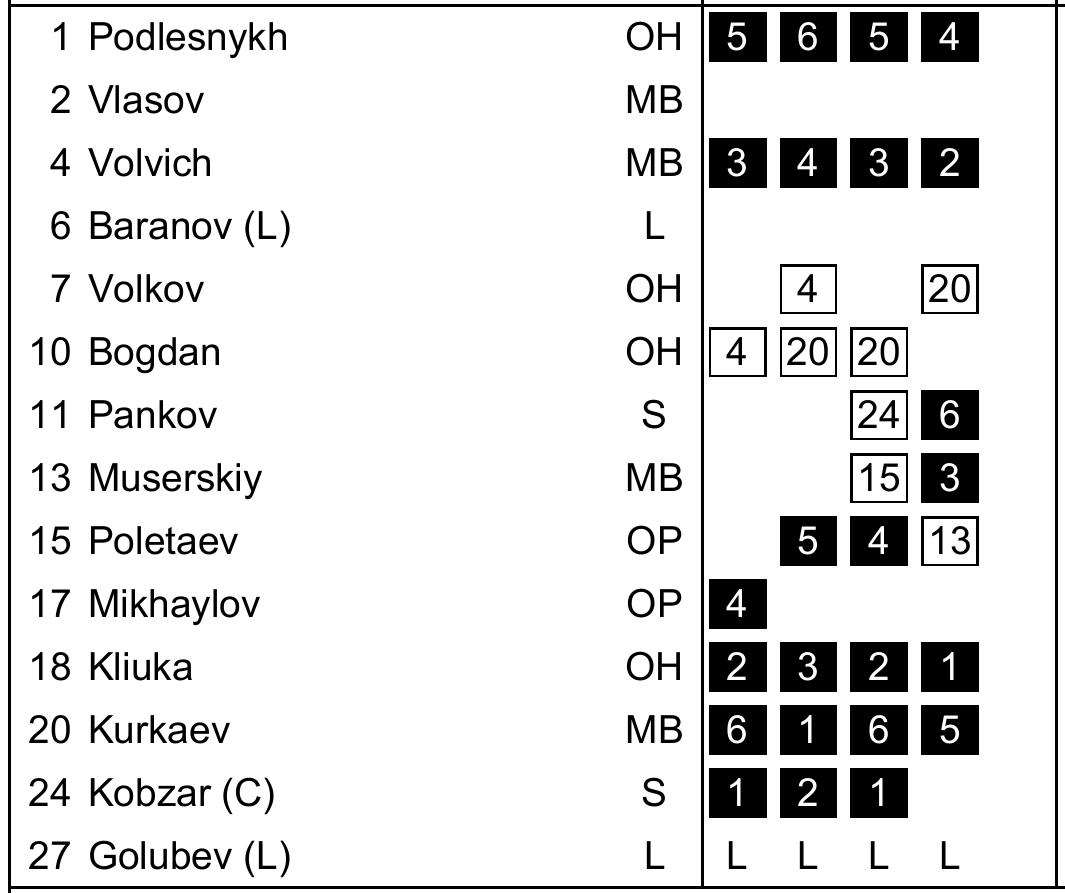 1 Podlesnykh OH 5 6 5 4
2 Vlasov MB
4 Volvich MB 3 4 3 2
6 Baranov (L) L
7 Volkov OH 4 20
10 Bogdan OH 4 20 20
11 Pankov S 24 6
13 Muserskiy MB 15 3
15 Poletaev OP 5 4 13
17 Mikhaylov OP 4
18 Kliuka OH 2 3 2 1
20 Kurkaev MB 6 1 6 5
24 Kobzar (C) S 1 2 1
27 Golubev (L) L L L L L